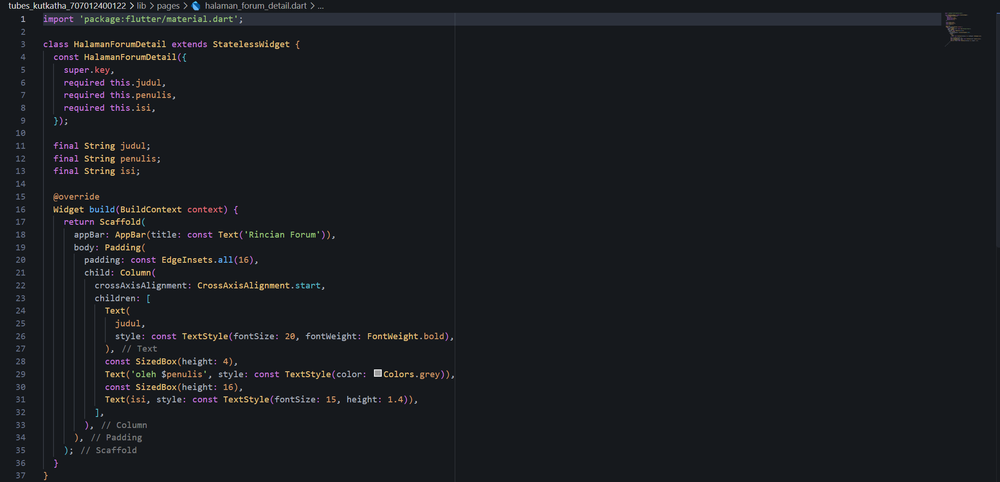 tubes_kutkatha_707012400122 > lib > pages > halaman_forum_detail.dart > ...
1 import 'package:flutter/material.dart';
2
3 class HalamanForumDetail extends StatelessWidget {
4   const HalamanForumDetail({
5     super.key,
6     required this.judul,
7     required this.penulis,
8     required this.isi,
9   });
10
11   final String judul;
12   final String penulis;
13   final String isi;
14
15   @override
16   Widget build(BuildContext context) {
17     return Scaffold(
18       appBar: AppBar(title: const Text('Rincian Forum')),
19       body: Padding(
20         padding: const EdgeInsets.all(16),
21         child: Column(
22           crossAxisAlignment: CrossAxisAlignment.start,
23           children: [
24             Text(
25               judul,
26               style: const TextStyle(fontSize: 20, fontWeight: FontWeight.bold),
27             ), // Text
28             const SizedBox(height: 4),
29             Text('oleh $penulis', style: const TextStyle(color: Colors.grey)),
30             const SizedBox(height: 16),
31             Text(isi, style: const TextStyle(fontSize: 15, height: 1.4)),
32           ],
33         ), // Column
34       ), // Padding
35     ); // Scaffold
36   }
37 }